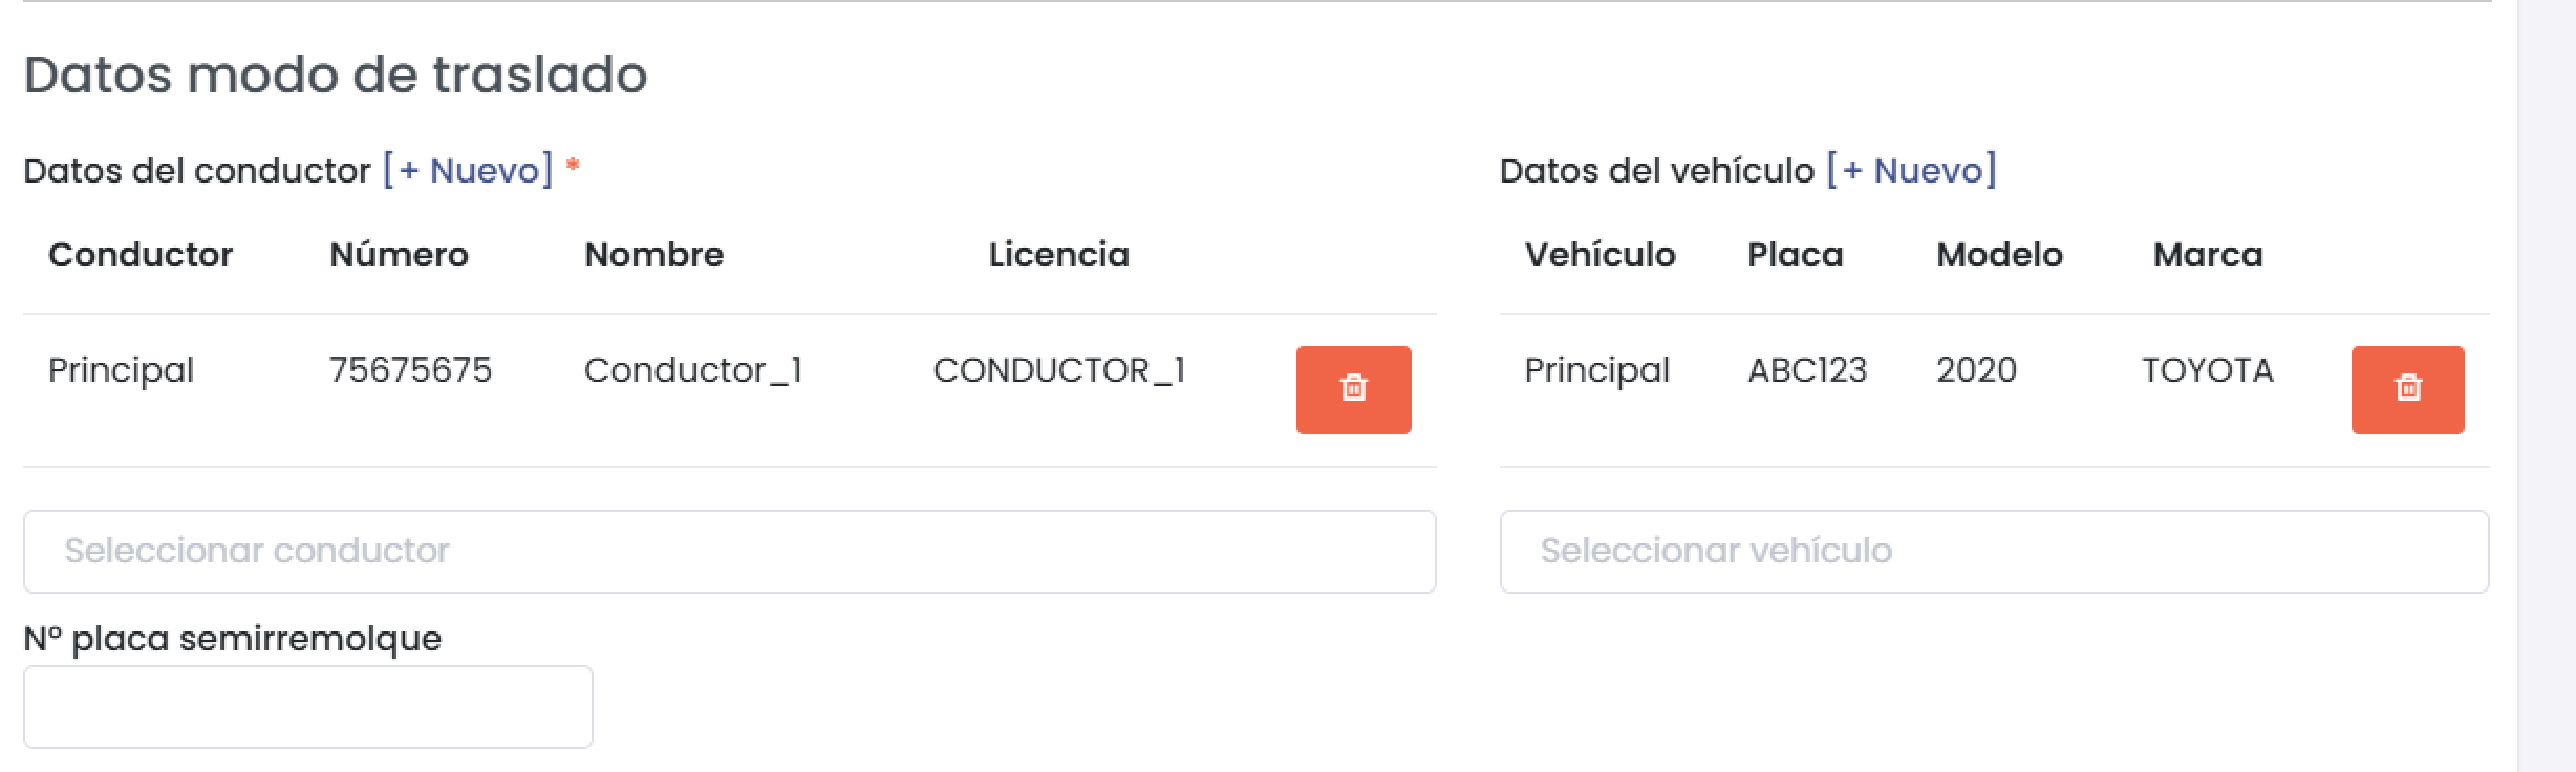 Datos modo de traslado
Datos del conductor [+ Nuevo] *
Conductor Número Nombre Licencia
Principal 75675675 Conductor_1 CONDUCTOR_1
Seleccionar conductor
Nº placa semirremolque
Datos del vehículo [+ Nuevo]
Vehículo Placa Modelo Marca
Principal ABC123 2020 TOYOTA
Seleccionar vehículo